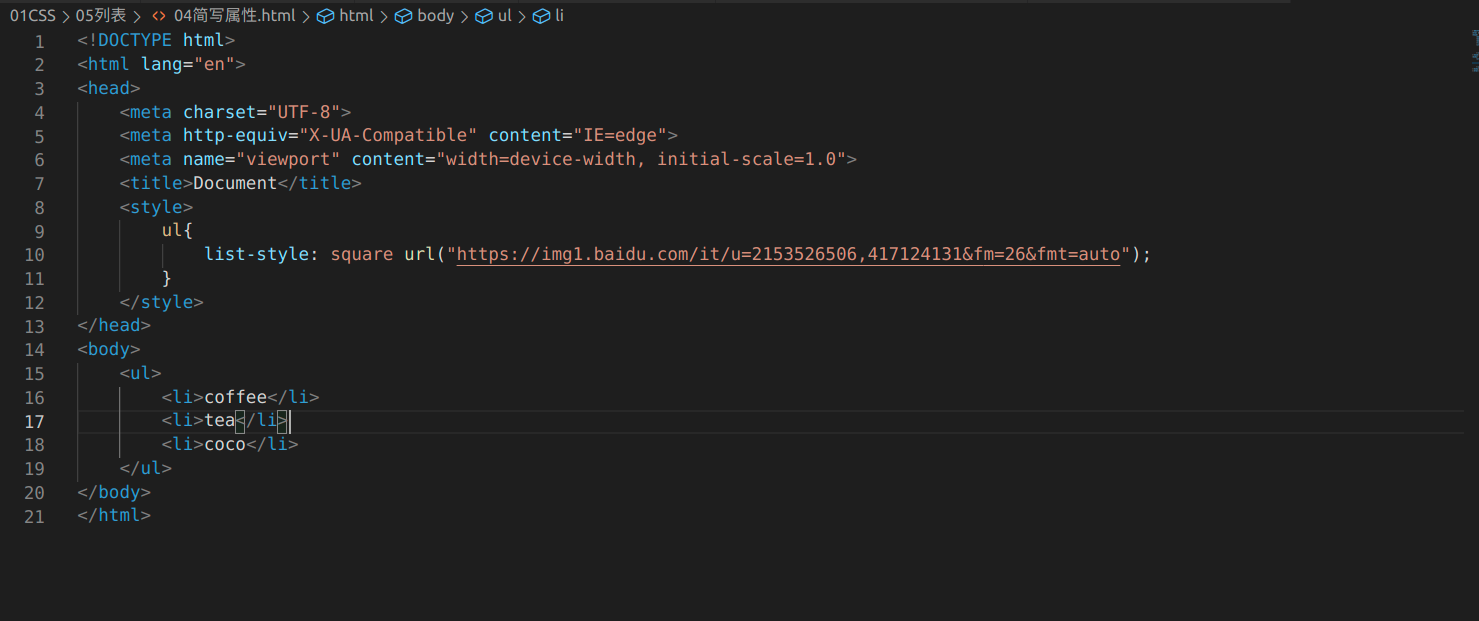 01CSS > 05列表 > <> 04简写属性.html > html > body > ul > li
1 <!DOCTYPE html>
2 <html lang="en">
3 <head>
4     <meta charset="UTF-8">
5     <meta http-equiv="X-UA-Compatible" content="IE=edge">
6     <meta name="viewport" content="width=device-width, initial-scale=1.0">
7     <title>Document</title>
8     <style>
9         ul{
10             list-style: square url("https://img1.baidu.com/it/u=2153526506,417124131&fm=26&fmt=auto");
11         }
12     </style>
13 </head>
14 <body>
15     <ul>
16         <li>coffee</li>
17         <li>tea</li>
18         <li>coco</li>
19     </ul>
20 </body>
21 </html>